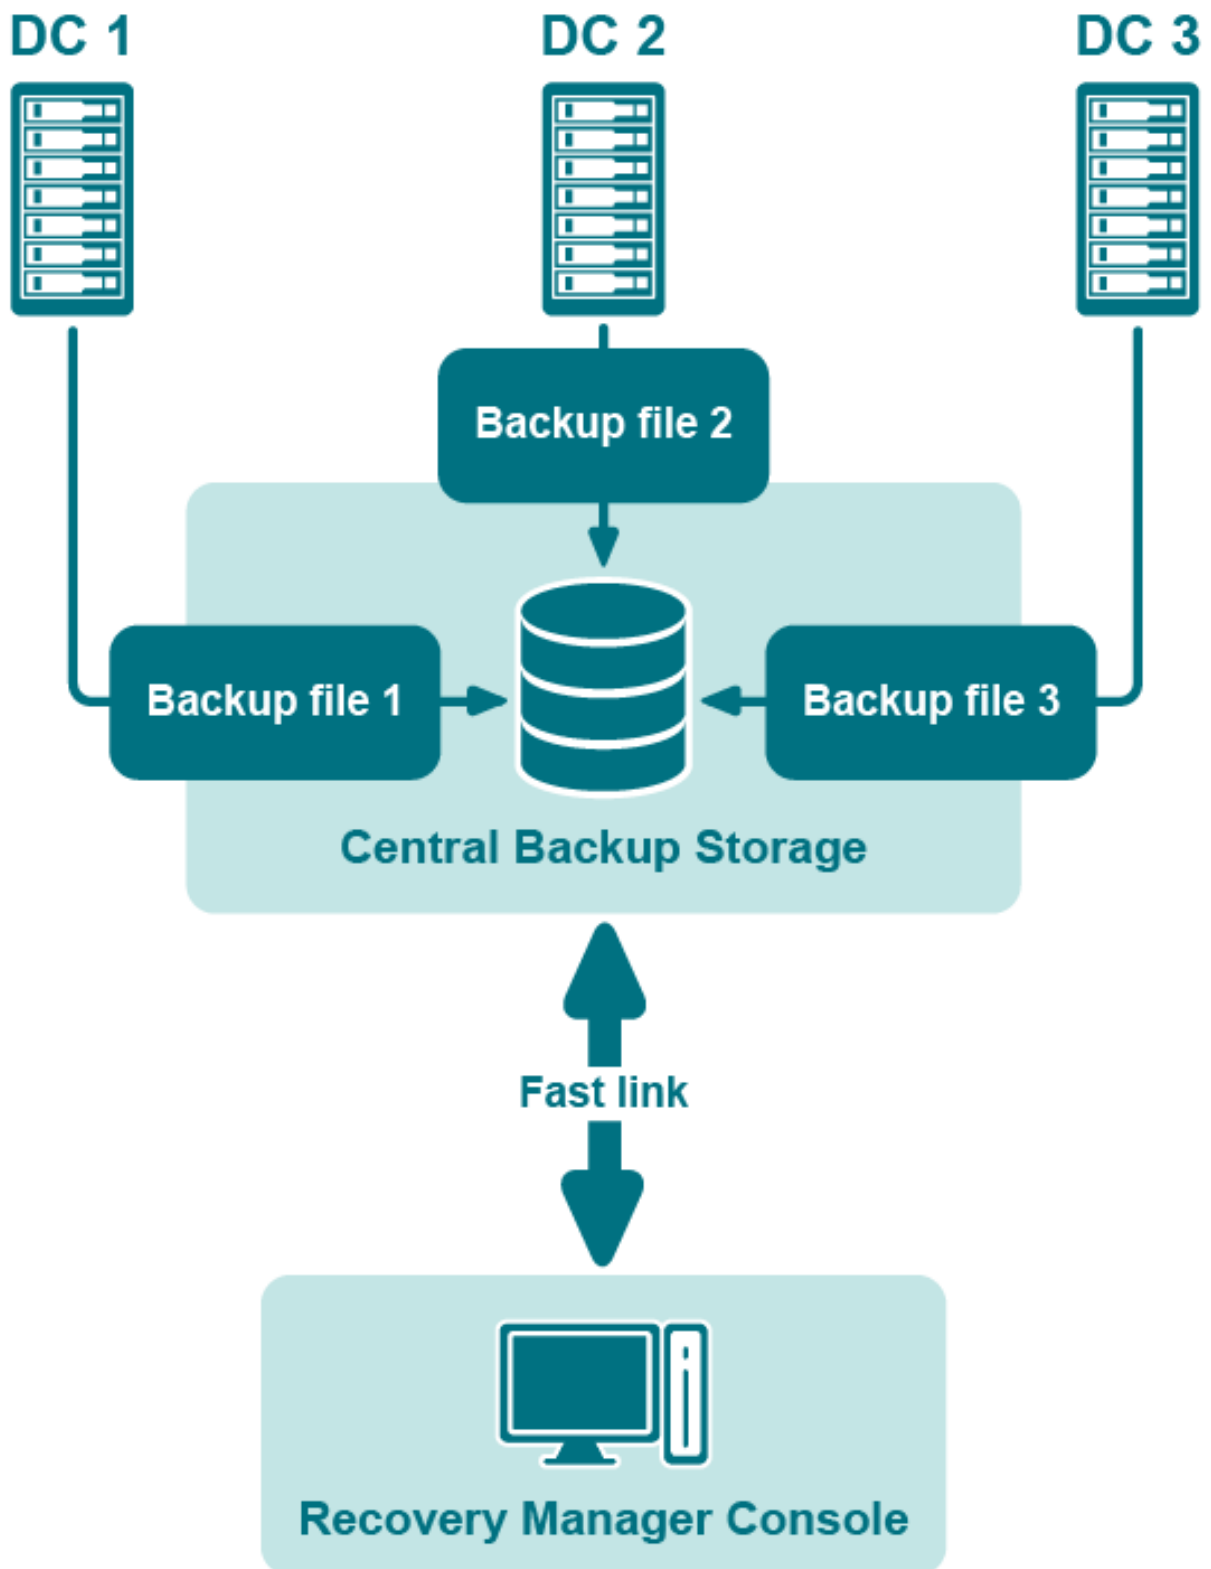 DC 1
DC 2
DC 3
Backup file 2
Backup file 1
Backup file 3
Central Backup Storage
Fast link
Recovery Manager Console